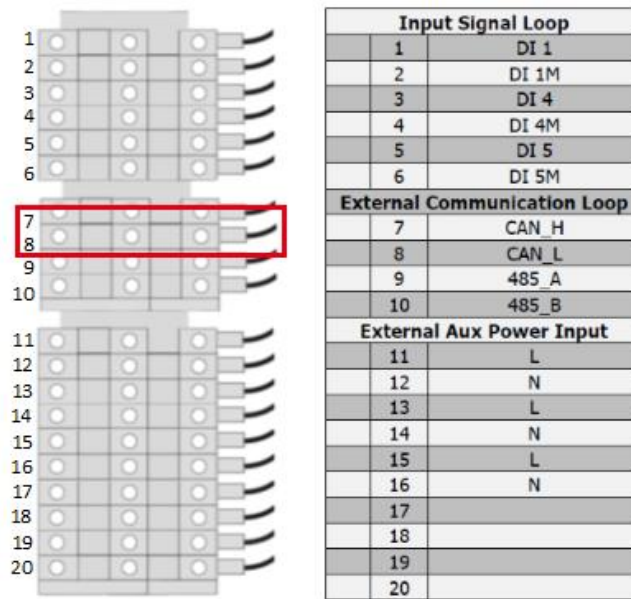 1
2
3
4
5
6
7
8
9
10
11
12
13
14
15
16
17
18
19
20
Input Signal Loop
1 DI 1
2 DI 1M
3 DI 4
4 DI 4M
5 DI 5
6 DI 5M
External Communication Loop
7 CAN_H
8 CAN_L
9 485_A
10 485_B
External Aux Power Input
11 L
12 N
13 L
14 N
15 L
16 N
17
18
19
20